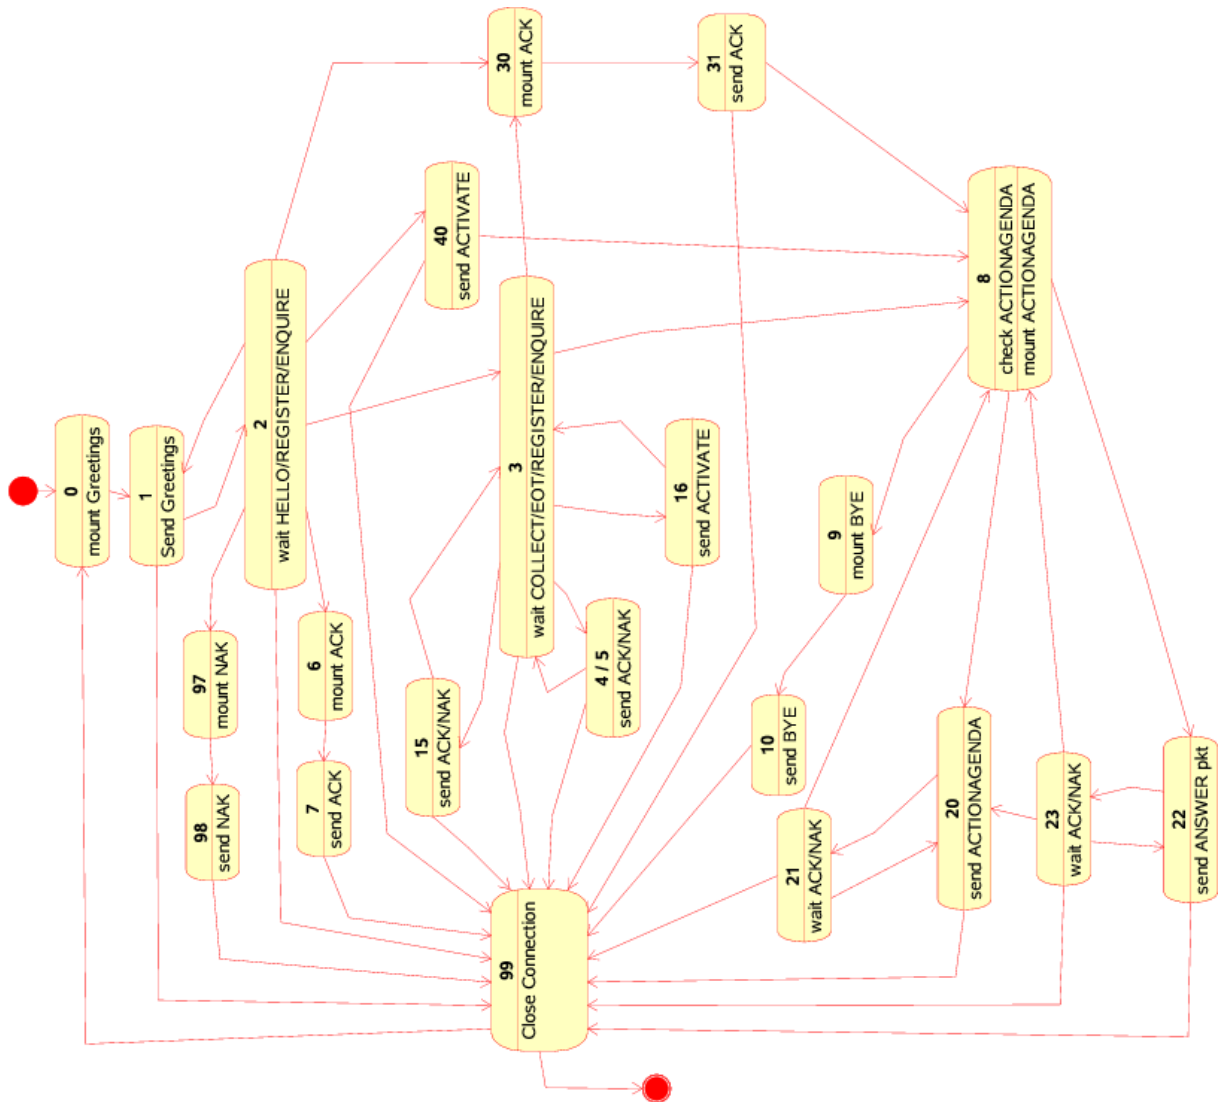 0
mount Greetings
1
Send Greetings
2
wait HELLO/REGISTER/ENQUIRE
30
mount ACK
31
send ACK
40
send ACTIVATE
97
mount NAK
98
send NAK
6
mount ACK
7
send ACK
3
wait COLLECT/EOT/REGISTER/ENQUIRE
15
send ACK/NAK
16
send ACTIVATE
4 / 5
send ACK/NAK
8
check ACTIONAGENDA
mount ACTIONAGENDA
9
mount BYE
10
send BYE
21
wait ACK/NAK
20
send ACTIONAGENDA
23
wait ACK/NAK
22
send ANSWER pkt
99
Close Connection